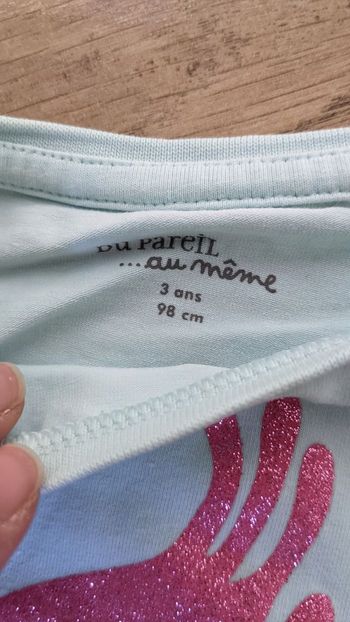 Du Pareil
...au même
3 ans
98 cm